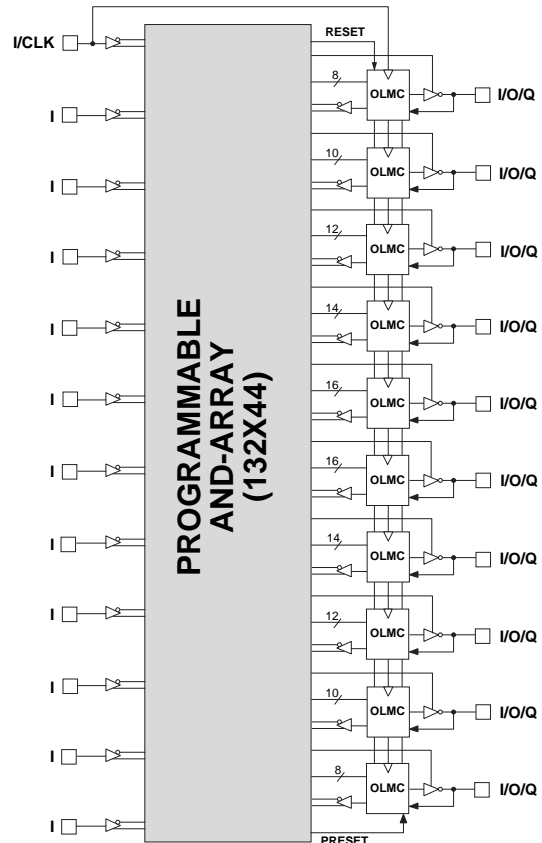 RESET
I/CLK
8
OLMC
I/O/Q
I
10
OLMC
I/O/Q
I
12
OLMC
I/O/Q
I
14
OLMC
I/O/Q
I
16
OLMC
I/O/Q
I
PROGRAMMABLE
AND-ARRAY
(132X44)
16
OLMC
I/O/Q
I
14
OLMC
I/O/Q
I
12
OLMC
I/O/Q
I
10
OLMC
I/O/Q
I
8
OLMC
I/O/Q
I
I
PRESET